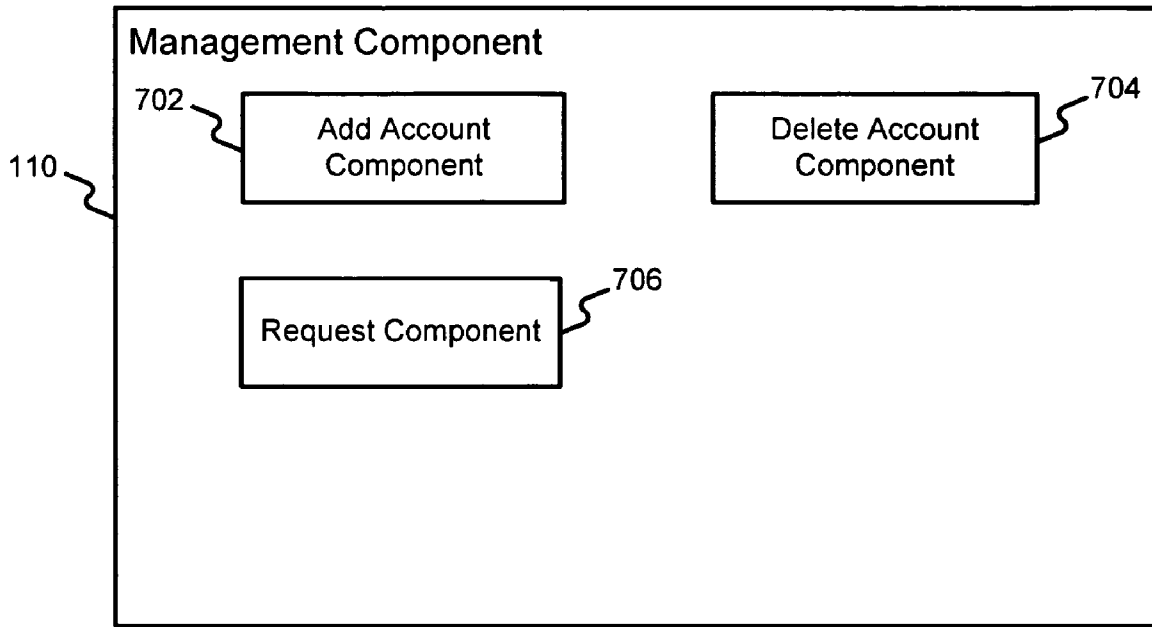 Management Component
702
Add Account
Component
704
Delete Account
Component
110
706
Request Component